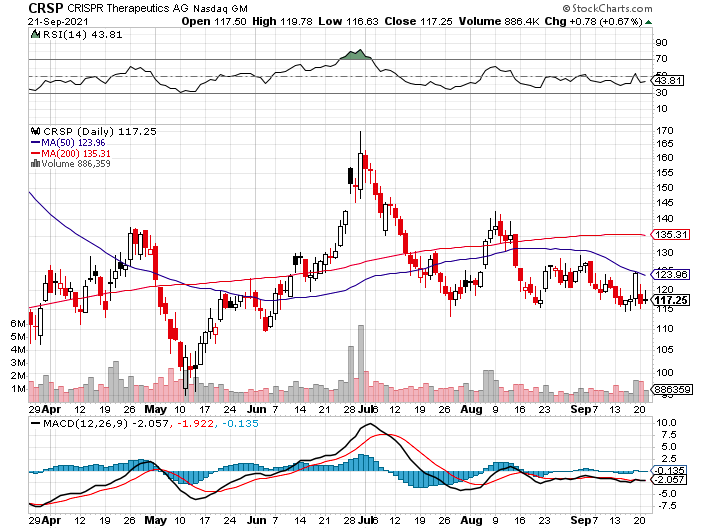 CRSP CRISPR Therapeutics AG Nasdaq GM © StockCharts.com
21-Sep-2021 Open 117.50 High 119.78 Low 116.63 Close 117.25 Volume 886.4K Chg +0.78 (+0.67%)
RSI(14) 43.81
90
70
50
43.81
30
10
CRSP (Daily) 117.25
MA(50) 123.96
MA(200) 135.31
Volume 886,359
170
165
160
155
150
145
140
135.31
130
123.96
120
117.25
115
110
105
100
95
886359
6M
5M
4M
3M
2M
1M
29 Apr 12 19 26 May 10 17 24 Jun 7 14 21 28 Jul 6 12 19 26 Aug 9 16 23 Sep 7 13 20
MACD(12,26,9) -2.057, -1.922, -0.135
10.0
7.5
5.0
2.5
-0.135
-2.057
-5.0
-7.5
29 Apr 12 19 26 May 10 17 24 Jun 7 14 21 28 Jul 6 12 19 26 Aug 9 16 23 Sep 7 13 20